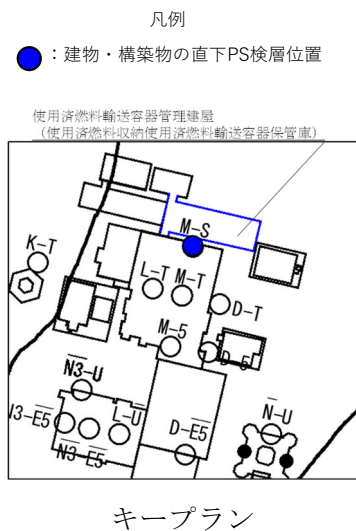 凡例
：建物・構築物の直下PS検層位置
使用済燃料輸送容器管理建屋
（使用済燃料収納使用済燃料輸送容器保管庫）
M-S
K-T
L-T
M-T
D-T
M-5
D-5
N3-U
N3-E5
L-U
N3-E5
D-E5
N-U
キープラン